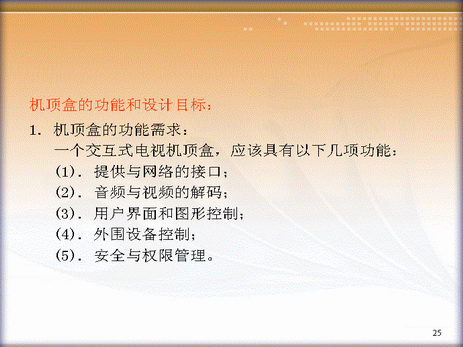 机顶盒的功能和设计目标：
1. 机顶盒的功能需求：
一个交互式电视机顶盒，应该具有以下几项功能：
(1). 提供与网络的接口；
(2). 音频与视频的解码；
(3). 用户界面和图形控制；
(4). 外围设备控制；
(5). 安全与权限管理。
25